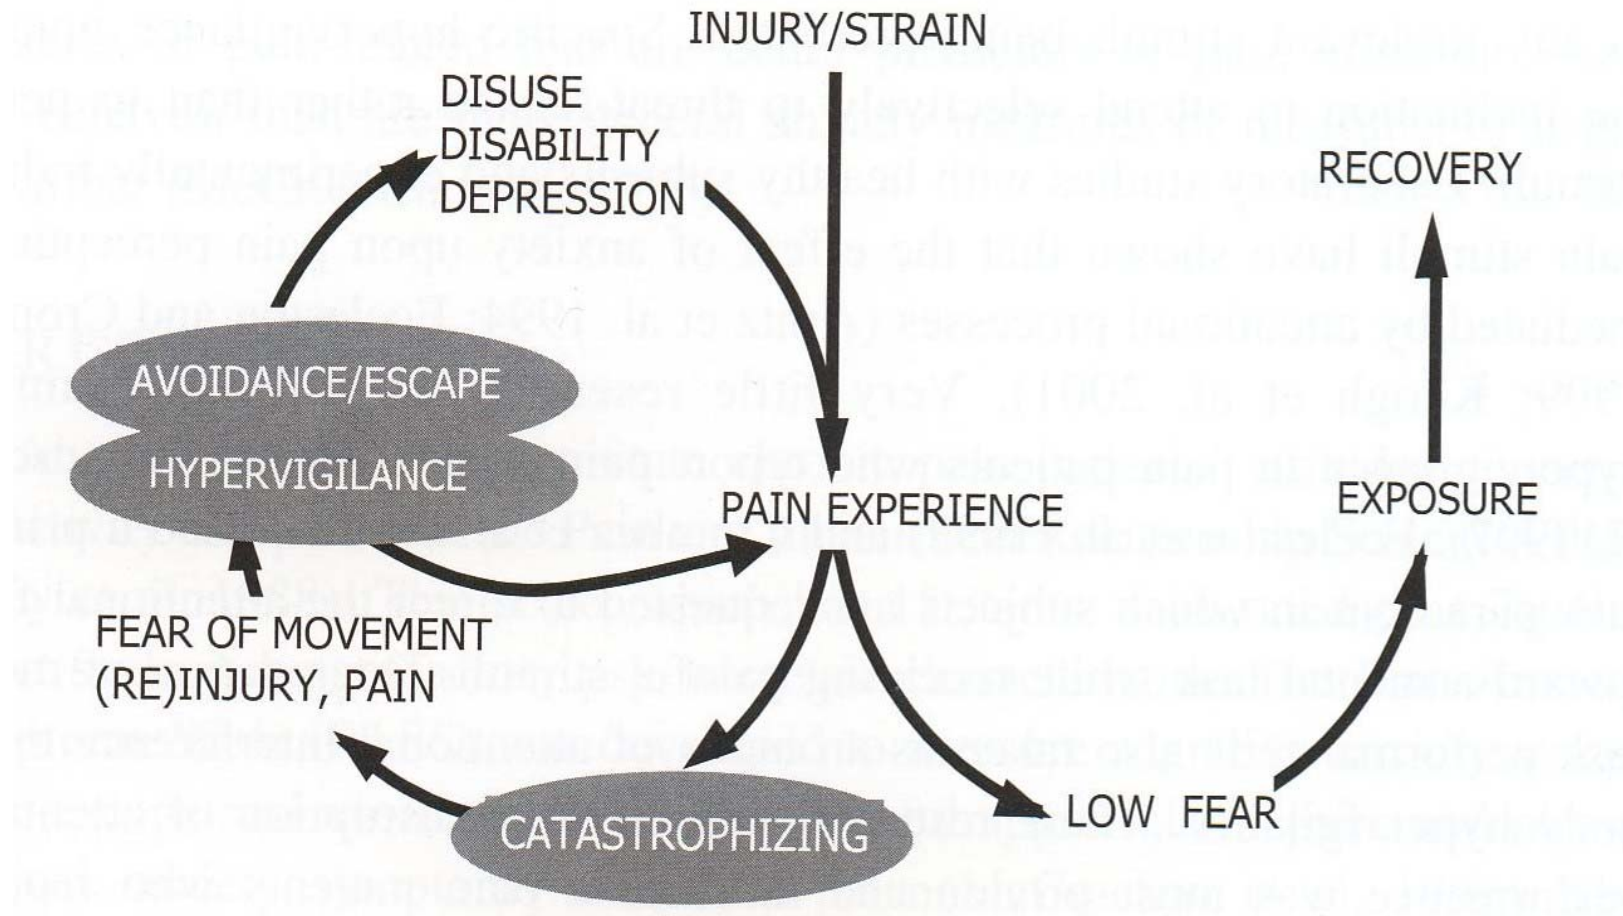 INJURY/STRAIN
DISUSE
DISABILITY
DEPRESSION
RECOVERY
AVOIDANCE/ESCAPE
HYPERVIGILANCE
PAIN EXPERIENCE
EXPOSURE
FEAR OF MOVEMENT
(RE)INJURY, PAIN
LOW FEAR
CATASTROPHIZING